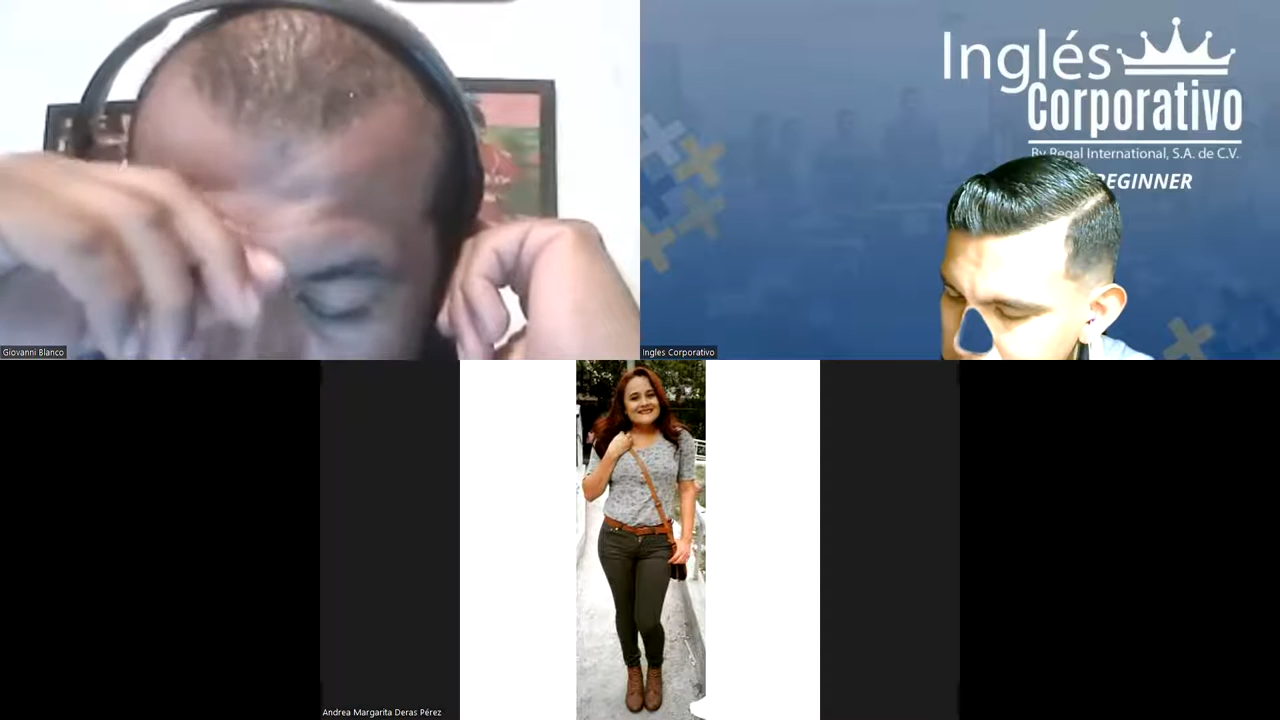 Inglés
Corporativo
By Regal International, S.A. de C.V.
BEGINNER
Giovanni Blanco
Ingles Corporativo
Andrea Margarita Deras Pérez